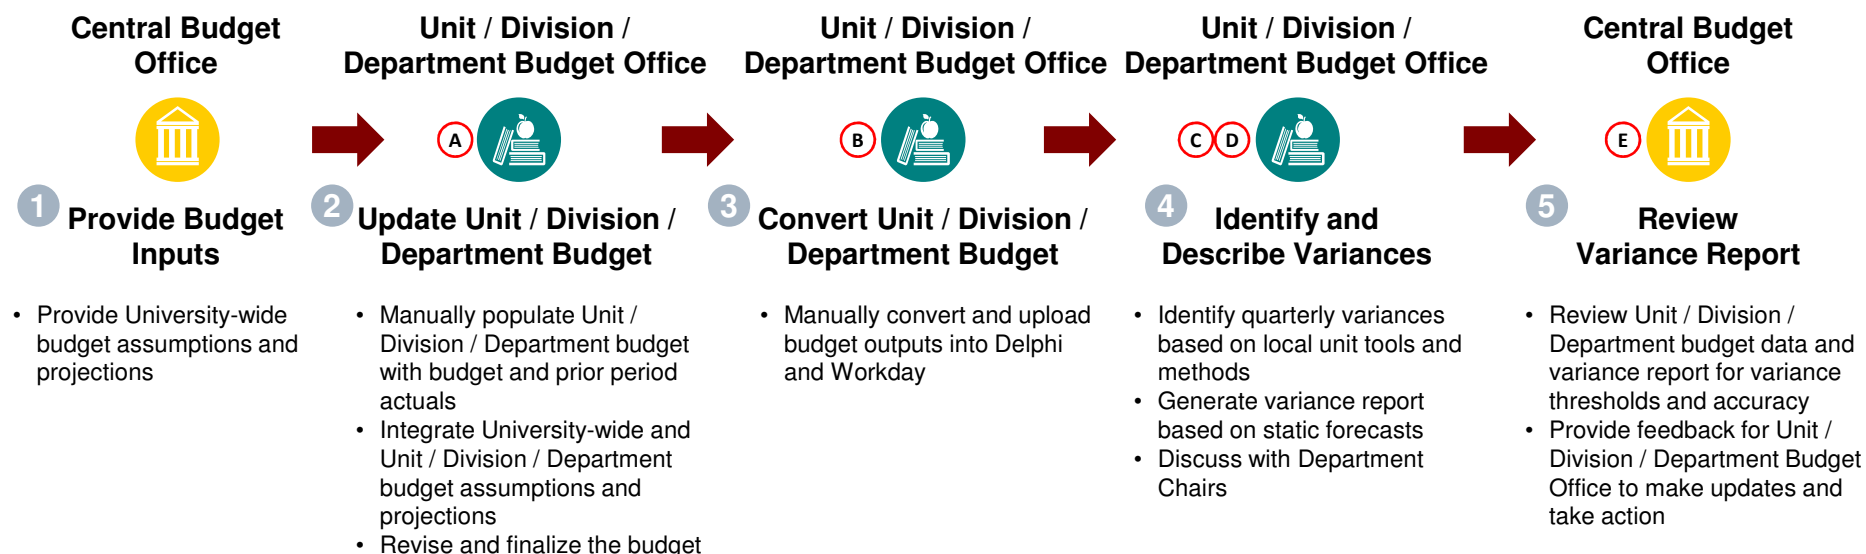 Central Budget
Office
Unit / Division /
Department Budget Office
Unit / Division /
Department Budget Office
Unit / Division /
Department Budget Office
Central Budget
Office
A
B
C
D
E
1
Provide Budget
Inputs
2
Update Unit / Division /
Department Budget
3
Convert Unit / Division /
Department Budget
4
Identify and
Describe Variances
5
Review
Variance Report
• Provide University-wide
budget assumptions and
projections
• Manually populate Unit /
Division / Department budget
with budget and prior period
actuals
• Integrate University-wide and
Unit / Division / Department
budget assumptions and
projections
• Revise and finalize the budget
• Manually convert and upload
budget outputs into Delphi
and Workday
• Identify quarterly variances
based on local unit tools and
methods
• Generate variance report
based on static forecasts
• Discuss with Department
Chairs
• Review Unit / Division /
Department budget data and
variance report for variance
thresholds and accuracy
• Provide feedback for Unit /
Division / Department Budget
Office to make updates and
take action